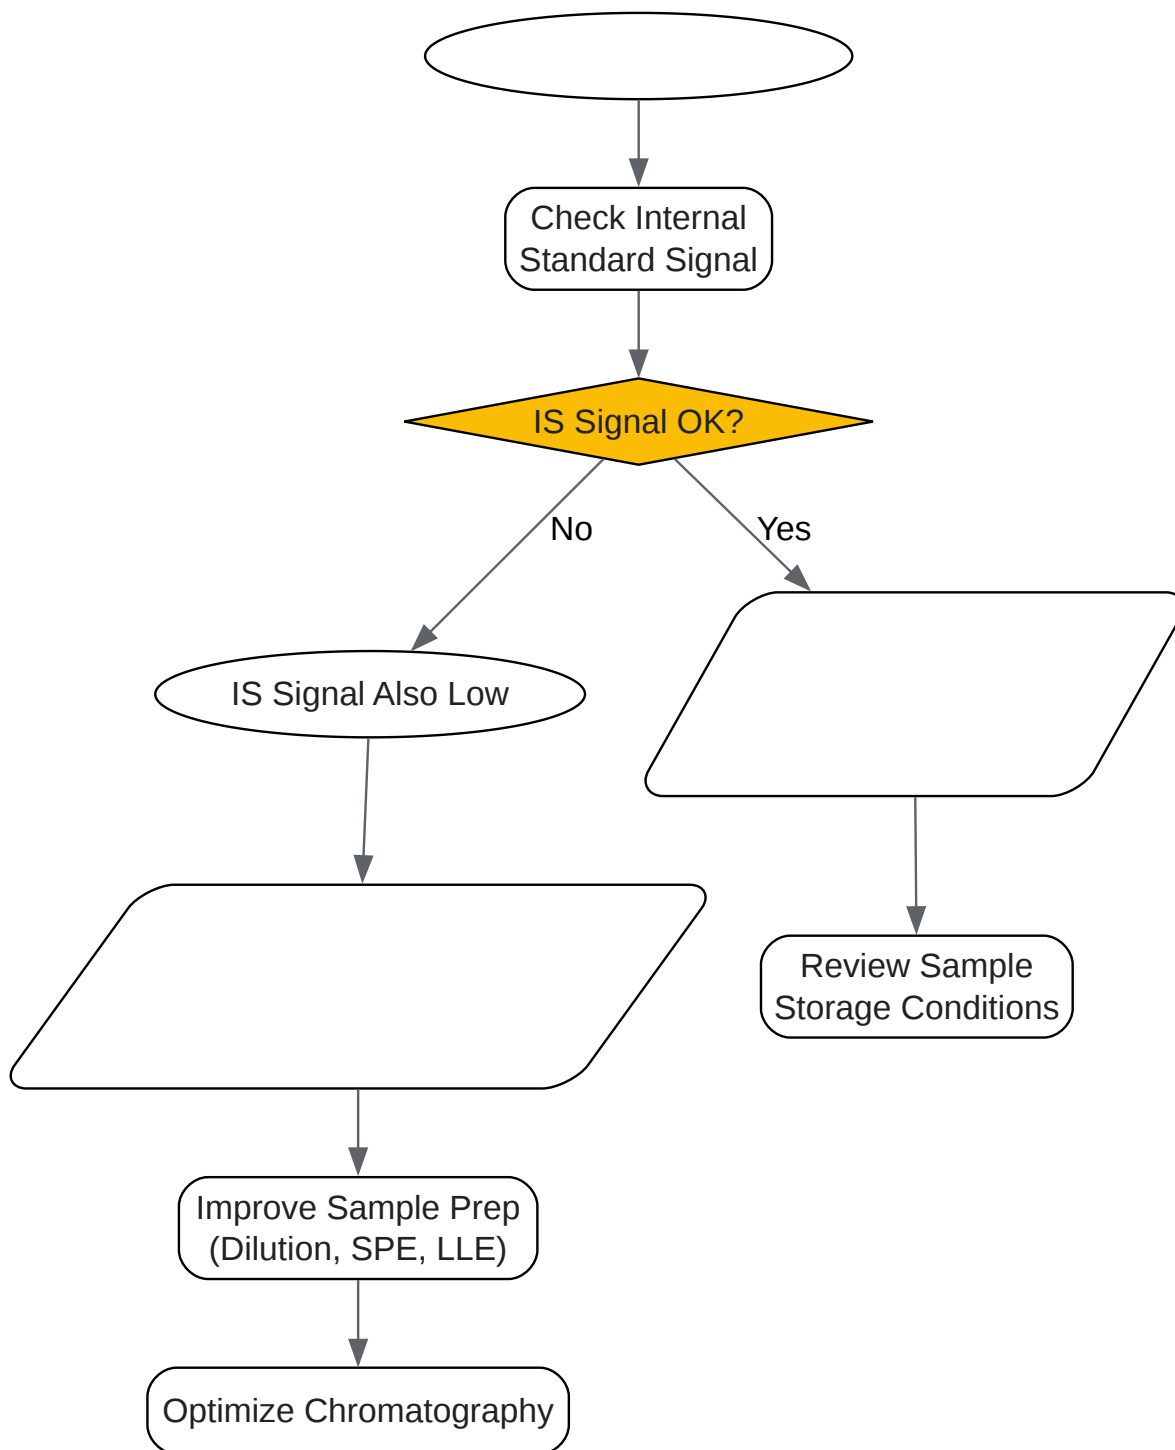 Check Internal
Standard Signal
IS Signal OK?
No
Yes
IS Signal Also Low
Review Sample
Storage Conditions
Improve Sample Prep
(Dilution, SPE, LLE)
Optimize Chromatography